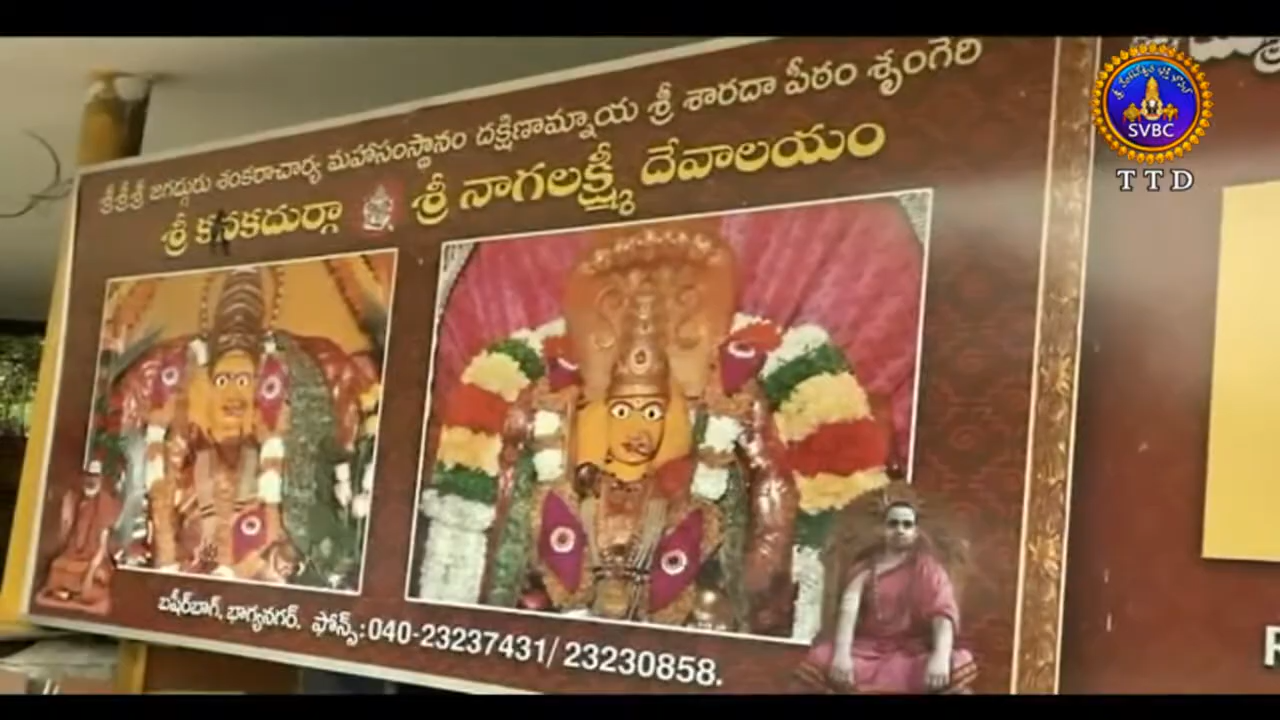 శ్రీశ్రీశ్రీ జగద్గురు శంకరాచార్య మహాసంస్థానం దక్షిణామ్నాయ శ్రీ శారదా పీఠం శృంగేరి
శ్రీ కనకదుర్గా శ్రీ నాగలక్ష్మీ దేవాలయం
బషీర్‌బాగ్, భాగ్యనగర్. ఫోన్స్: 040-23237431/ 23230858.
SVBC
TTD